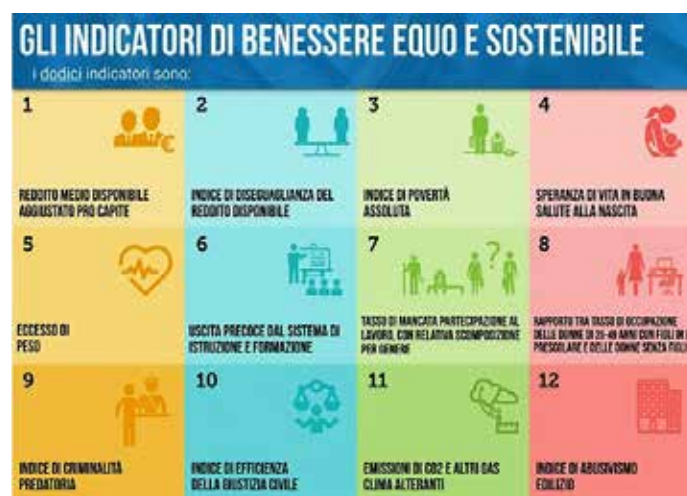 GLI INDICATORI DI BENESSERE EQUO E SOSTENIBILE
i dodici indicatori sono:
1
REDDITO MEDIO DISPONIBILE
AGGIUSTATO PRO CAPITE
2
INDICE DI DISEGUAGLIANZA DEL
REDDITO DISPONIBILE
3
INDICE DI POVERTÀ
ASSOLUTA
4
SPERANZA DI VITA IN BUONA
SALUTE ALLA NASCITA
5
ECCESSO DI
PESO
6
USCITA PRECOCE DAL SISTEMA DI
ISTRUZIONE E FORMAZIONE
7
TASSO DI MANCATA PARTECIPAZIONE AL
LAVORO, CON RELATIVA SCOMPOSIZIONE
PER GENERE
8
RAPPORTO TRA TASSO DI OCCUPAZIONE
DELLE DONNE DI 25-49 ANNI CON FIGLI IN
PRESCOLARE E DELLE DONNE SENZA FIGLI
9
INDICE DI CRIMINALITÀ
PREDATORIA
10
INDICE DI EFFICIENZA
DELLA GIUSTIZIA CIVILE
11
EMISSIONI DI CO2 E ALTRI GAS
CLIMA ALTERANTI
12
INDICE DI ABUSIVISMO
EDILIZIO